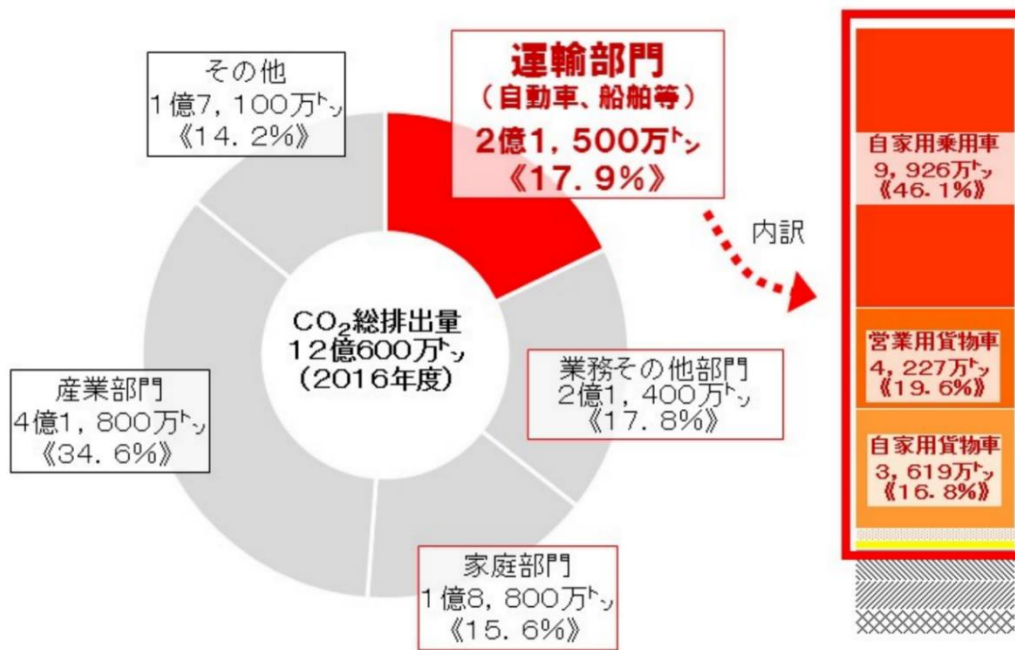 その他
1億7,100万㌧
《14.2%》
運輸部門
(自動車、船舶等)
2億1,500万㌧
《17.9%》
内訳
CO₂総排出量
12億600万㌧
(2016年度)
業務その他部門
2億1,400万㌧
《17.8%》
産業部門
4億1,800万㌧
《34.6%》
家庭部門
1億8,800万㌧
《15.6%》
自家用乗用車
9,926万㌧
《46.1%》
営業用貨物車
4,227万㌧
《19.6%》
自家用貨物車
3,619万㌧
《16.8%》